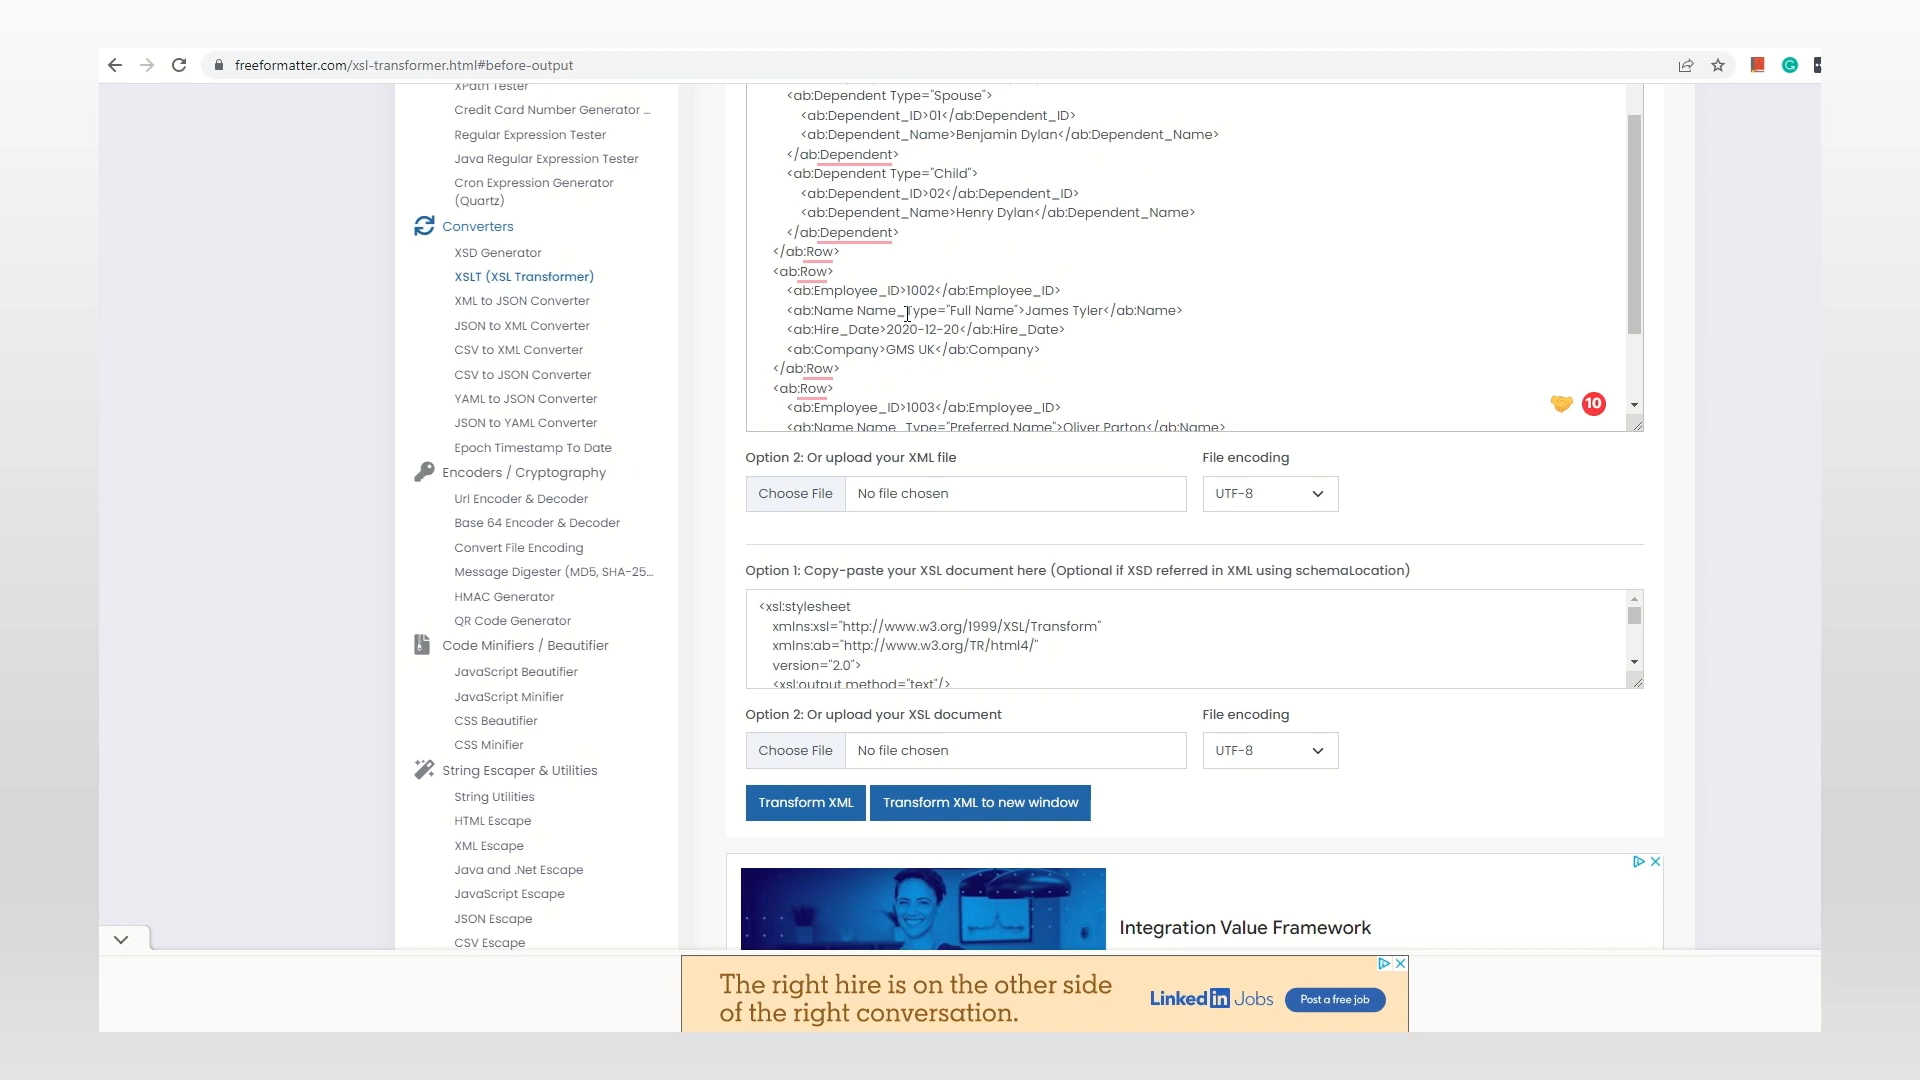 freeformatter.com/xsl-transformer.html#before-output
XPath Tester
Credit Card Number Generator ...
Regular Expression Tester
Java Regular Expression Tester
Cron Expression Generator
(Quartz)
Converters
XSD Generator
XSLT (XSL Transformer)
XML to JSON Converter
JSON to XML Converter
CSV to XML Converter
CSV to JSON Converter
YAML to JSON Converter
JSON to YAML Converter
Epoch Timestamp To Date
Encoders / Cryptography
Url Encoder & Decoder
Base 64 Encoder & Decoder
Convert File Encoding
Message Digester (MD5, SHA-25...
HMAC Generator
QR Code Generator
Code Minifiers / Beautifier
JavaScript Beautifier
JavaScript Minifier
CSS Beautifier
CSS Minifier
String Escaper & Utilities
String Utilities
HTML Escape
XML Escape
Java and .Net Escape
JavaScript Escape
JSON Escape
CSV Escape
<ab:Dependent Type="Spouse">
<ab:Dependent_ID>01</ab:Dependent_ID>
<ab:Dependent_Name>Benjamin Dylan</ab:Dependent_Name>
</ab:Dependent>
<ab:Dependent Type="Child">
<ab:Dependent_ID>02</ab:Dependent_ID>
<ab:Dependent_Name>Henry Dylan</ab:Dependent_Name>
</ab:Dependent>
</ab:Row>
<ab:Row>
<ab:Employee_ID>1002</ab:Employee_ID>
<ab:Name Name_Type="Full Name">James Tyler</ab:Name>
<ab:Hire_Date>2020-12-20</ab:Hire_Date>
<ab:Company>GMS UK</ab:Company>
</ab:Row>
<ab:Row>
<ab:Employee_ID>1003</ab:Employee_ID>
<ab:Name Name_Type="Preferred Name">Oliver Parton</ab:Name>
10
Option 2: Or upload your XML file
File encoding
Choose File No file chosen
UTF-8
Option 1: Copy-paste your XSL document here (Optional if XSD referred in XML using schemaLocation)
<xsl:stylesheet
xmlns:xsl="http://www.w3.org/1999/XSL/Transform"
xmlns:ab="http://www.w3.org/TR/html4/"
version="2.0">
<xsl:output method="text"/>
Option 2: Or upload your XSL document
File encoding
Choose File No file chosen
UTF-8
Transform XML
Transform XML to new window
Integration Value Framework
The right hire is on the other side
of the right conversation.
Linked in Jobs
Post a free job